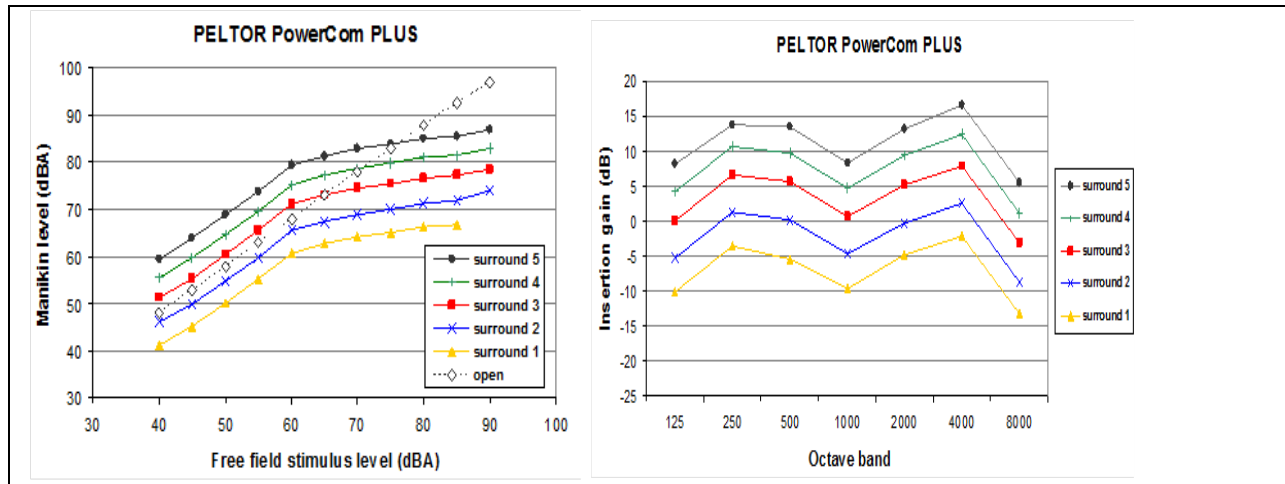 PELTOR PowerCom PLUS
Manikin level (dBA)
100
90
80
70
60
50
40
30
30 40 50 60 70 80 90 100
Free field stimulus level (dBA)
surround 5
surround 4
surround 3
surround 2
surround 1
open
PELTOR PowerCom PLUS
Insertion gain (dB)
20
15
10
5
0
-5
-10
-15
-20
-25
125 250 500 1000 2000 4000 8000
Octave band
surround 5
surround 4
surround 3
surround 2
surround 1